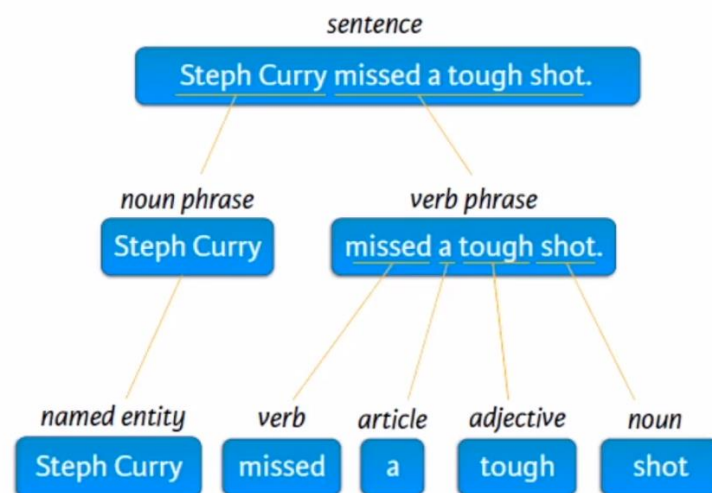 sentence
Steph Curry missed a tough shot.
noun phrase
verb phrase
Steph Curry
missed a tough shot.
named entity
verb
article
adjective
noun
Steph Curry
missed
a
tough
shot